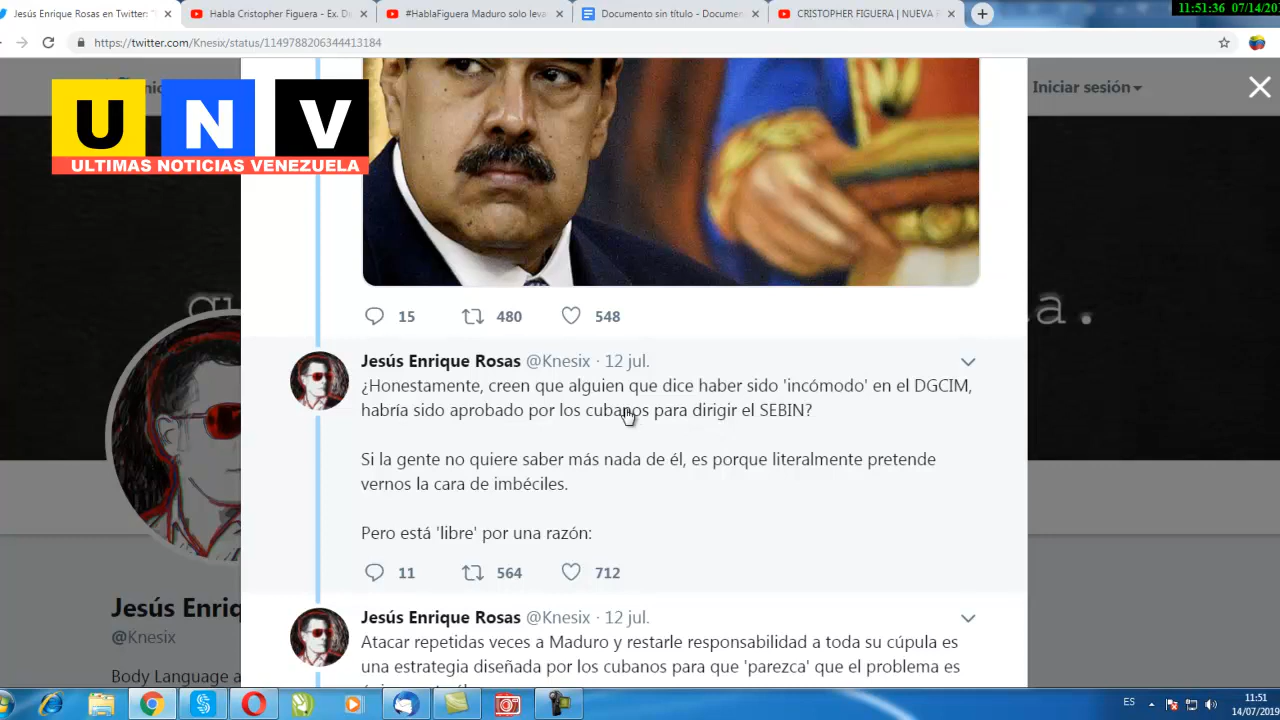 11:51:36 07/14/20
Jesús Enrique Rosas en Twitter: "
Habla Cristopher Figuera - Ex. D
#HablaFiguera Maduro solo leva
Documento sin título - Documen
CRISTOPHER FIGUERA | NUEVA
https://twitter.com/Knesix/status/1149788206344413184
Iniciar sesión
U N V
ULTIMAS NOTICIAS VENEZUELA
a.
15 480 548
Jesús Enrique Rosas @Knesix · 12 jul.
¿Honestamente, creen que alguien que dice haber sido 'incómodo' en el DGCIM,
habría sido aprobado por los cubanos para dirigir el SEBIN?
Si la gente no quiere saber más nada de él, es porque literalmente pretende
vernos la cara de imbéciles.
Pero está 'libre' por una razón:
11 564 712
Jesús Enriq
@Knesix
Body Language a
Jesús Enrique Rosas @Knesix · 12 jul.
Atacar repetidas veces a Maduro y restarle responsabilidad a toda su cúpula es
una estrategia diseñada por los cubanos para que 'parezca' que el problema es
ES
11:51
14/07/2019